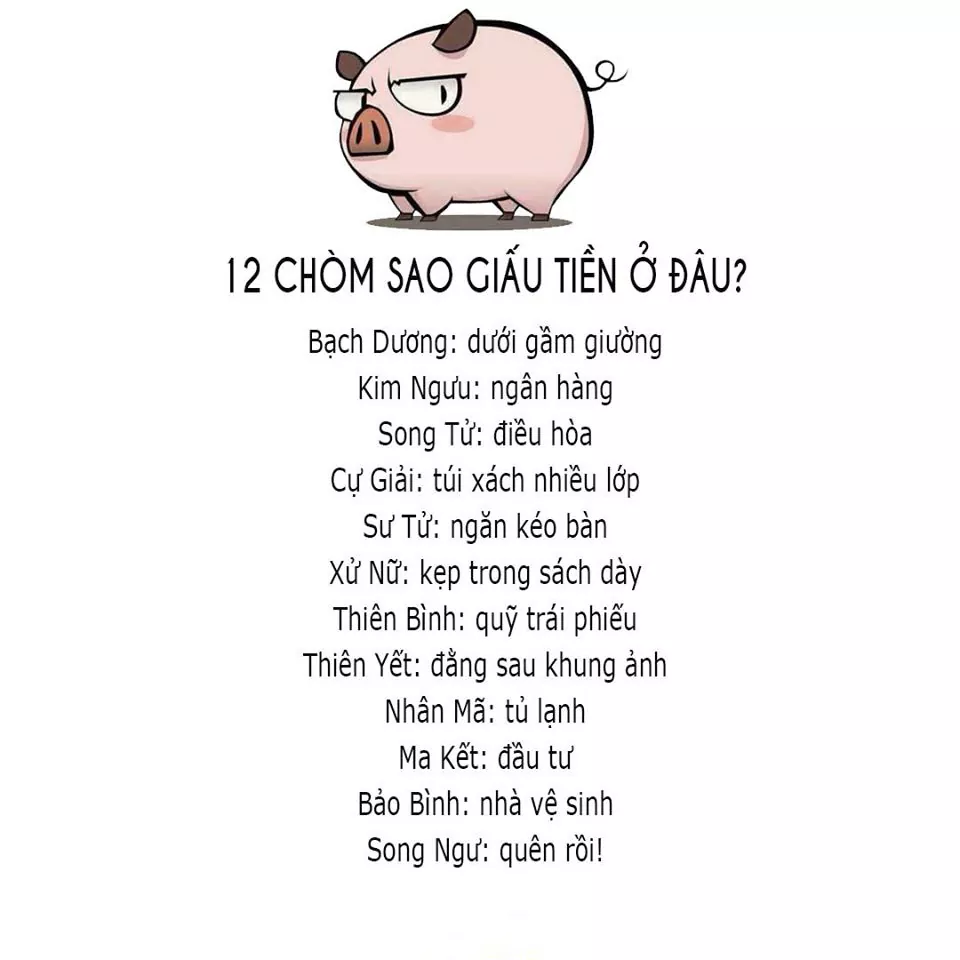 12 CHÒM SAO GIẤU TIỀN Ở ĐÂU?
Bạch Dương: dưới gầm giường
Kim Ngưu: ngân hàng
Song Tử: điều hòa
Cự Giải: túi xách nhiều lớp
Sư Tử: ngăn kéo bàn
Xử Nữ: kẹp trong sách dày
Thiên Bình: quỹ trái phiếu
Thiên Yết: đằng sau khung ảnh
Nhân Mã: tủ lạnh
Ma Kết: đầu tư
Bảo Bình: nhà vệ sinh
Song Ngư: quên rồi!